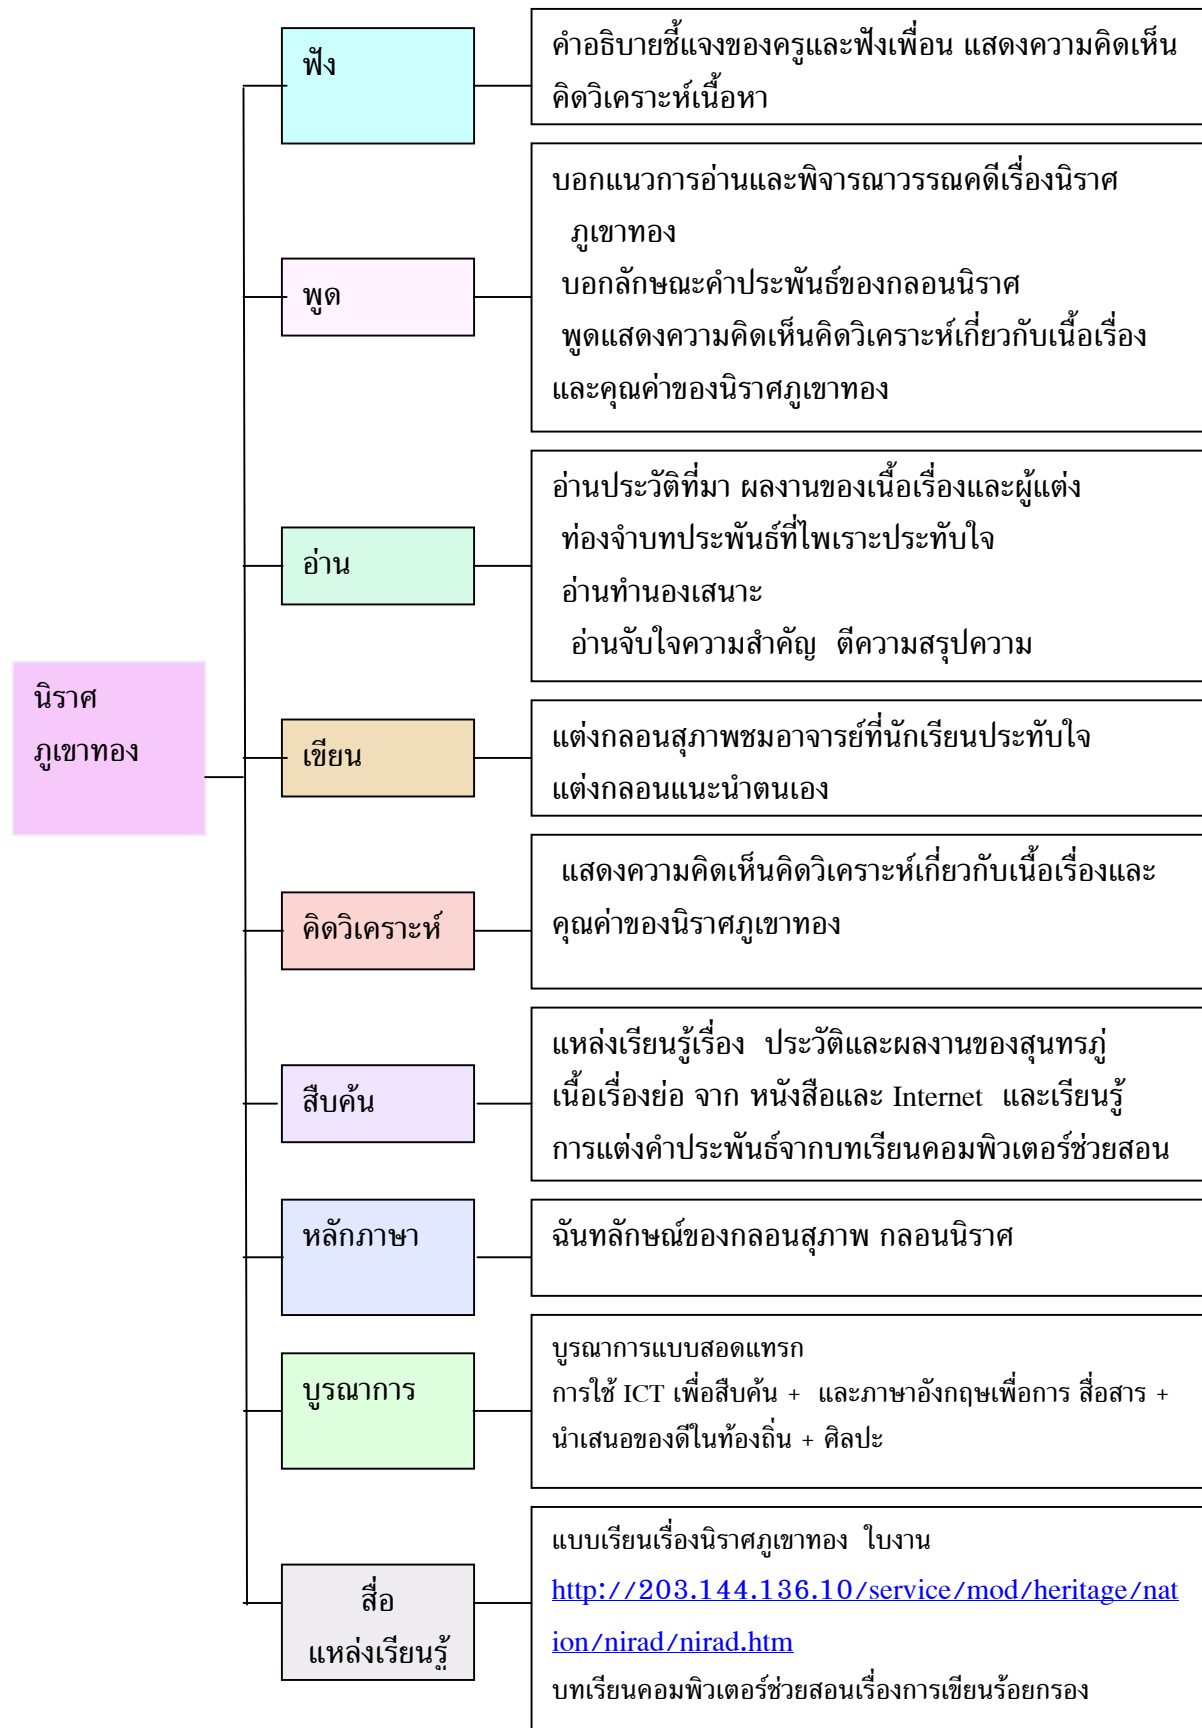 นิราศ
ภูเขาทอง
ฟัง
คำอธิบายชี้แจงของครูและฟังเพื่อน แสดงความคิดเห็น
คิดวิเคราะห์เนื้อหา
พูด
บอกแนวการอ่านและพิจารณาวรรณคดีเรื่องนิราศ
ภูเขาทอง
บอกลักษณะคำประพันธ์ของกลอนนิราศ
พูดแสดงความคิดเห็นคิดวิเคราะห์เกี่ยวกับเนื้อเรื่อง
และคุณค่าของนิราศภูเขาทอง
อ่าน
อ่านประวัติที่มา ผลงานของเนื้อเรื่องและผู้แต่ง
ท่องจำบทประพันธ์ที่ไพเราะประทับใจ
อ่านทำนองเสนาะ
อ่านจับใจความสำคัญ ตีความสรุปความ
เขียน
แต่งกลอนสุภาพชมอาจารย์ที่นักเรียนประทับใจ
แต่งกลอนแนะนำตนเอง
คิดวิเคราะห์
แสดงความคิดเห็นคิดวิเคราะห์เกี่ยวกับเนื้อเรื่องและ
คุณค่าของนิราศภูเขาทอง
สืบค้น
แหล่งเรียนรู้เรื่อง ประวัติและผลงานของสุนทรภู่
เนื้อเรื่องย่อ จาก หนังสือและ Internet และเรียนรู้
การแต่งคำประพันธ์จากบทเรียนคอมพิวเตอร์ช่วยสอน
หลักภาษา
ฉันทลักษณ์ของกลอนสุภาพ กลอนนิราศ
บูรณาการ
บูรณาการแบบสอดแทรก
การใช้ ICT เพื่อสืบค้น + และภาษาอังกฤษเพื่อการ สื่อสาร +
นำเสนอของดีในท้องถิ่น + ศิลปะ
สื่อ
แหล่งเรียนรู้
แบบเรียนเรื่องนิราศภูเขาทอง ใบงาน
http://203.144.136.10/service/mod/heritage/nat
ion/nirad/nirad.htm
บทเรียนคอมพิวเตอร์ช่วยสอนเรื่องการเขียนร้อยกรอง